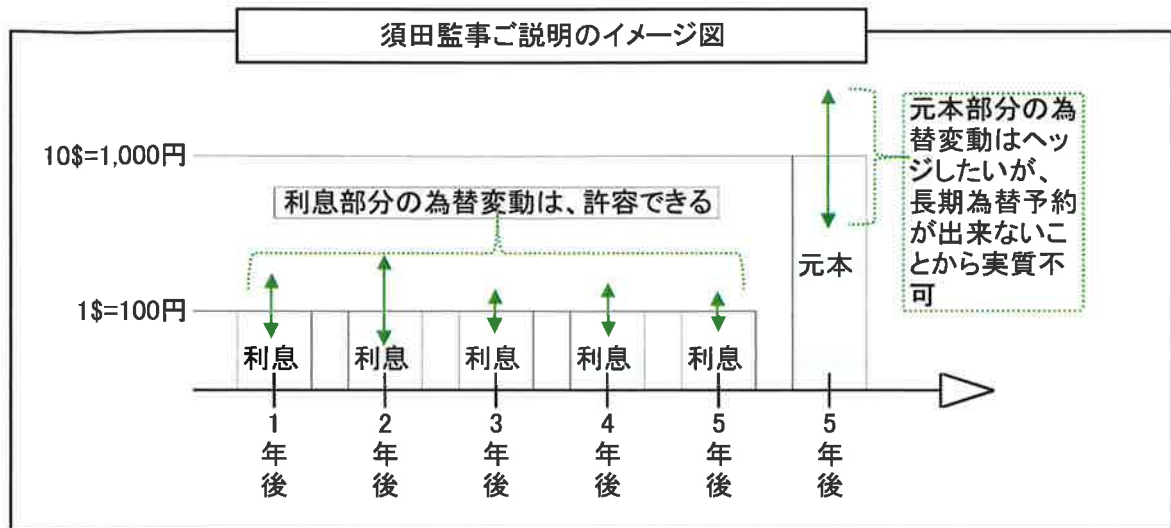 須田監事ご説明のイメージ図
10$=1,000円
利息部分の為替変動は、許容できる
元本部分の為
替変動はヘッ
ジしたいが、
長期為替予約
が出来ないこ
とから実質不
可
元本
1$=100円
利息
利息
利息
利息
利息
1年後
2年後
3年後
4年後
5年後
5年後